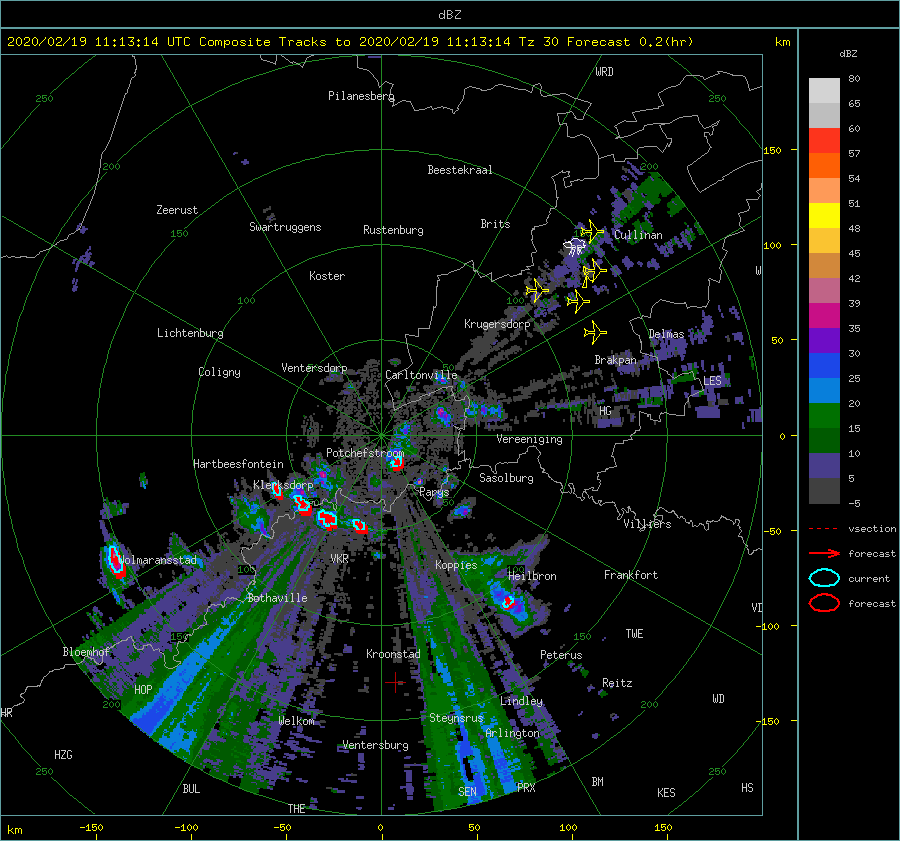 dBZ
2020/02/19 11:13:14 UTC Composite Tracks to 2020/02/19 11:13:14 Tz 30 Forecast 0.2(hr) km
dBZ
WRD
80
250
Pilanesberg
250
65
60
150
57
200
Beestekraal
200
54
Zeerust
51
150
Swartruggens
Rustenburg
Brits
Cullinan
48
100
45
Koster
42
100
100
39
Krugersdorp
35
Lichtenburg
Delmas
50
30
Ventersdorp
Carltonville
Brakpan
Coligny
LES
25
HG
20
0
Vereeniging
15
Potchefstroom
Hartbeesfontein
10
Sasolburg
Klerksdorp
Parys
5
-5
Villiers
-50
vsection
VKR
Wolmaransstad
forecast
Koppies
100
100
Heilbron
Frankfort
current
Bothaville
VI
forecast
-100
150
150
TWE
Bloemhof
Kroonstad
Peterus
HOP
Reitz
WD
200
Lindley
200
HR
Welkom
Steynsrus
-150
Arlington
Ventersburg
HZG
250
250
BUL
SEN
PRX
BM
KES
HS
THE
km
-150
-100
-50
0
50
100
150